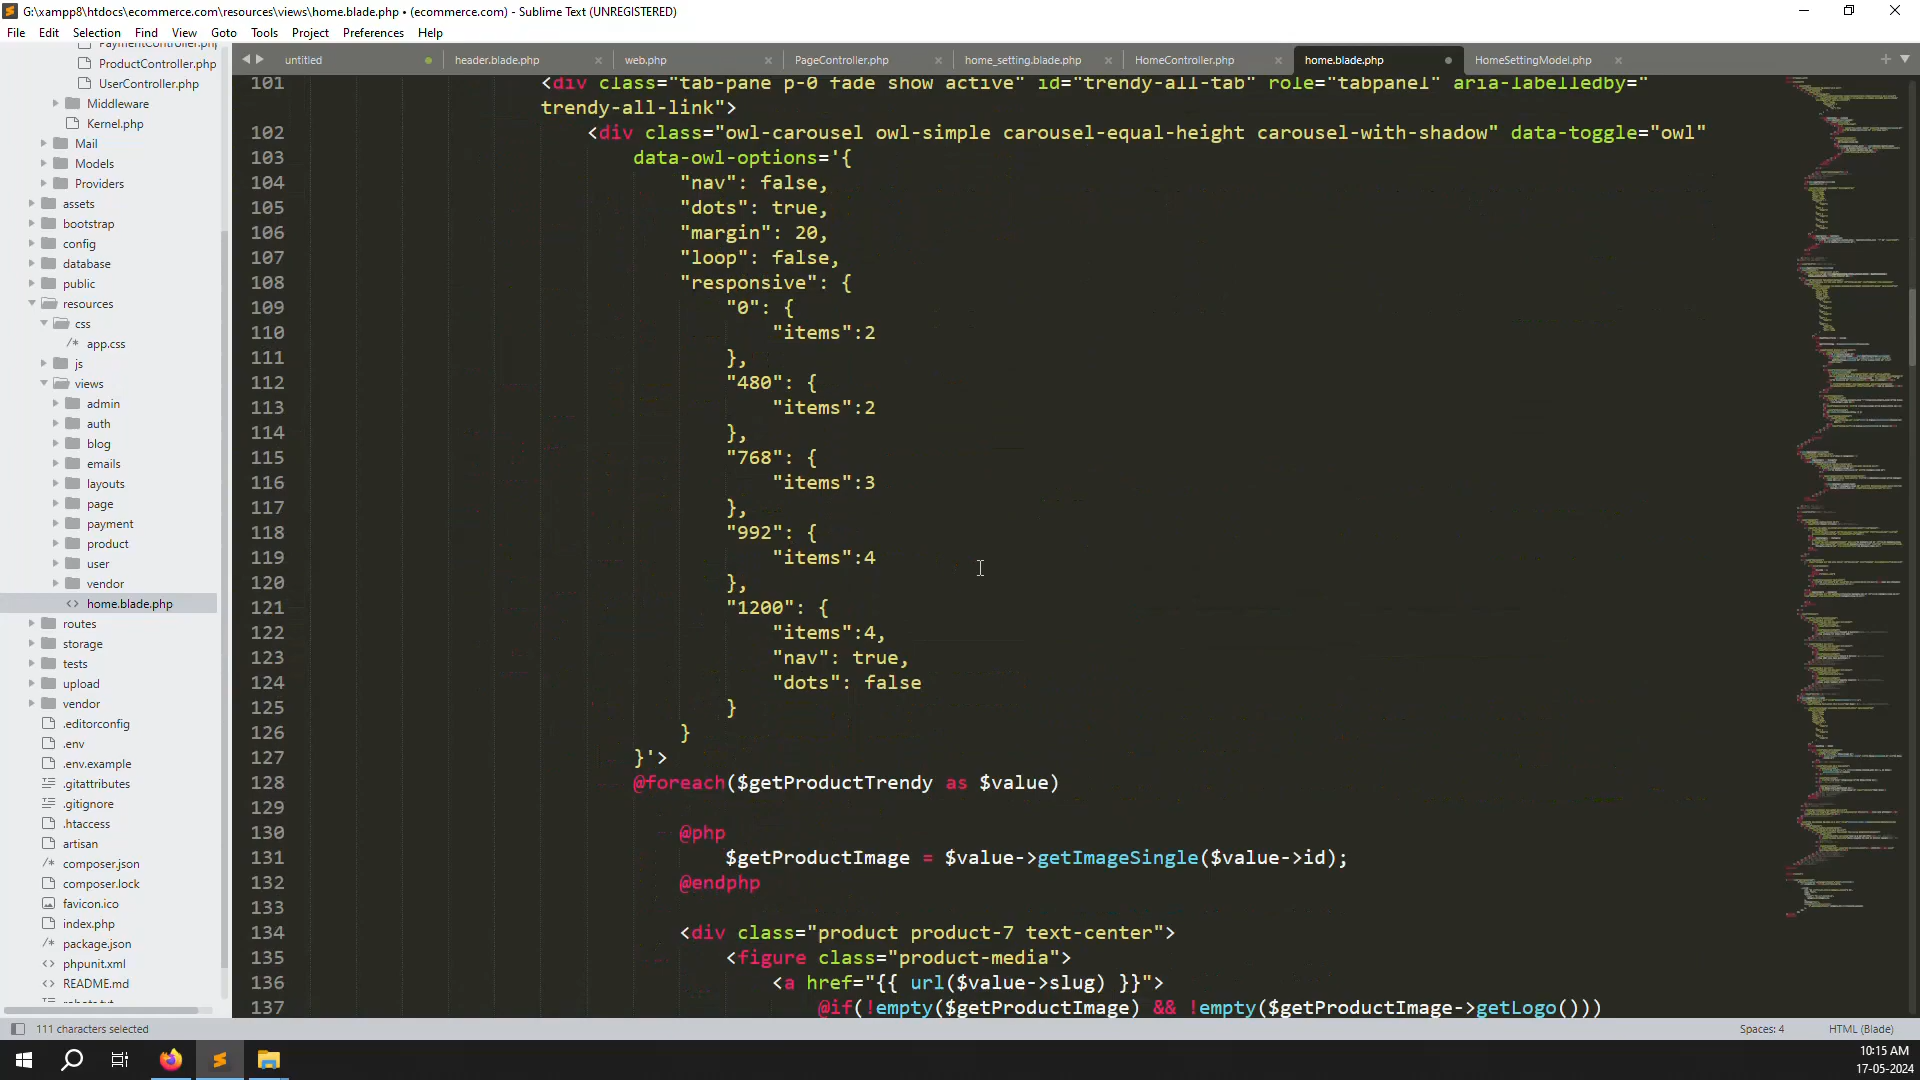 G:\xampp8\htdocs\ecommerce.com\resources\views\home.blade.php • (ecommerce.com) - Sublime Text (UNREGISTERED)
File Edit Selection Find View Goto Tools Project Preferences Help
untitled header.blade.php web.php PageController.php home_setting.blade.php HomeController.php home.blade.php HomeSettingModel.php
PaymentController.php
ProductController.php
UserController.php
Middleware
Kernel.php
Mail
Models
Providers
assets
bootstrap
config
database
public
resources
css
app.css
js
views
admin
auth
blog
emails
layouts
page
payment
product
user
vendor
home.blade.php
routes
storage
tests
upload
vendor
.editorconfig
.env
.env.example
.gitattributes
.gitignore
.htaccess
artisan
composer.json
composer.lock
favicon.ico
index.php
package.json
phpunit.xml
README.md
robots.txt
101 <div class="tab-pane p-0 fade show active" id="trendy-all-tab" role="tabpanel" aria-labelledby="
trendy-all-link">
102 <div class="owl-carousel owl-simple carousel-equal-height carousel-with-shadow" data-toggle="owl"
103 data-owl-options='{
104 "nav": false,
105 "dots": true,
106 "margin": 20,
107 "loop": false,
108 "responsive": {
109 "0": {
110 "items":2
111 },
112 "480": {
113 "items":2
114 },
115 "768": {
116 "items":3
117 },
118 "992": {
119 "items":4
120 },
121 "1200": {
122 "items":4,
123 "nav": true,
124 "dots": false
125 }
126 }
127 }'>
128 @foreach($getProductTrendy as $value)
129
130 @php
131 $getProductImage = $value->getImageSingle($value->id);
132 @endphp
133
134 <div class="product product-7 text-center">
135 <figure class="product-media">
136 <a href="{{ url($value->slug) }}">
137 @if(!empty($getProductImage) && !empty($getProductImage->getLogo()))
111 characters selected
Spaces: 4
HTML (Blade)
10:15 AM
17-05-2024